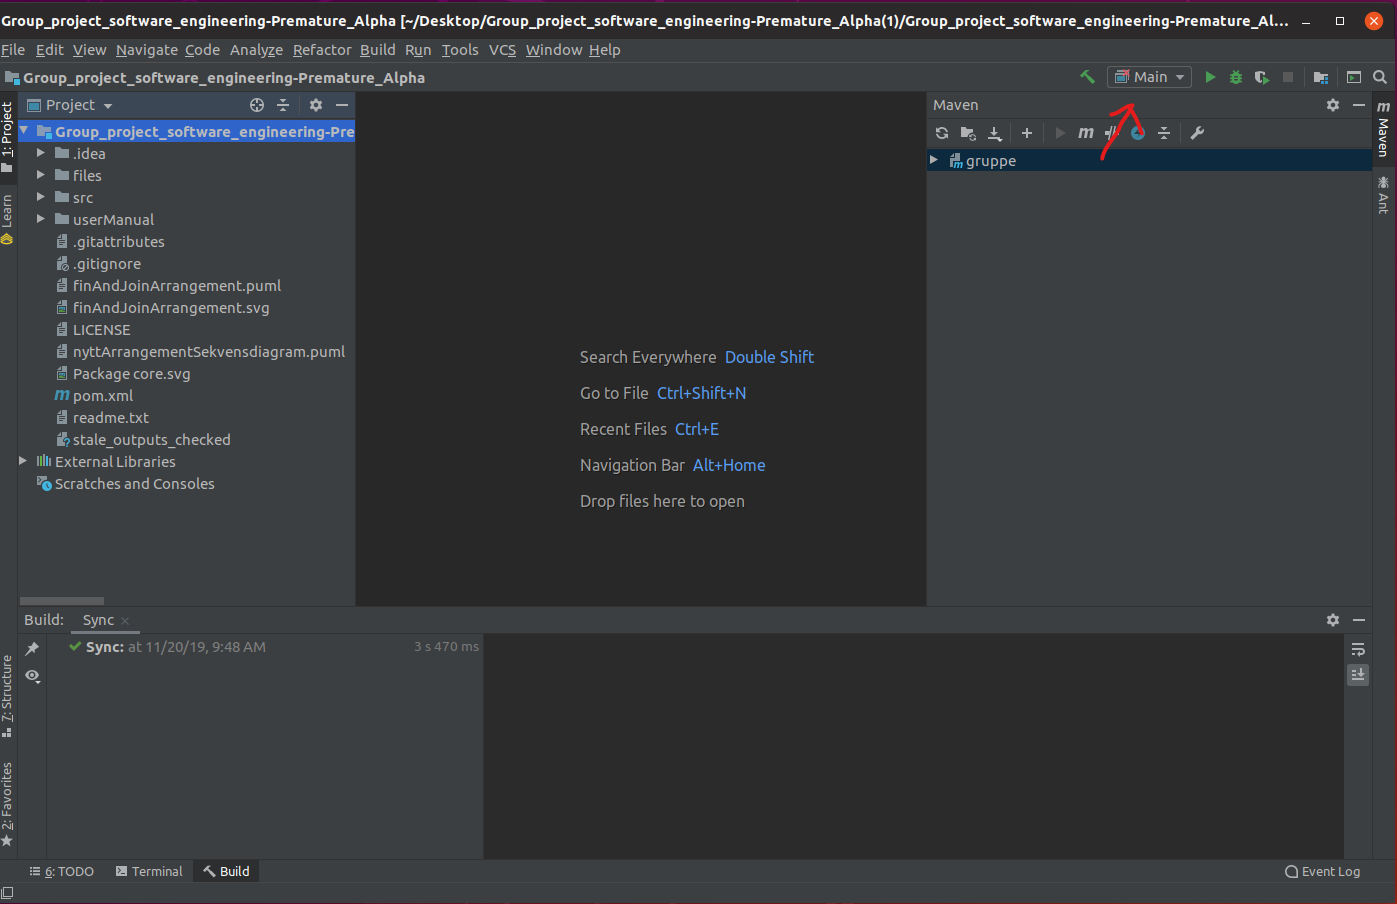 Group_project_software_engineering-Premature_Alpha [~/Desktop/Group_project_software_engineering-Premature_Alpha(1)/Group_project_software_engineering-Premature_Al...
File Edit View Navigate Code Analyze Refactor Build Run Tools VCS Window Help
Group_project_software_engineering-Premature_Alpha
Main
1: Project
Learn
7: Structure
2: Favorites
Project
Group_project_software_engineering-Pre
.idea
files
src
userManual
.gitattributes
.gitignore
finAndJoinArrangement.puml
finAndJoinArrangement.svg
LICENSE
nyttArrangementSekvensdiagram.puml
Package core.svg
m pom.xml
readme.txt
stale_outputs_checked
External Libraries
Scratches and Consoles
Search Everywhere Double Shift
Go to File Ctrl+Shift+N
Recent Files Ctrl+E
Navigation Bar Alt+Home
Drop files here to open
Maven
m
gruppe
m Maven
Ant
Build: Sync
Sync: at 11/20/19, 9:48 AM 3 s 470 ms
6: TODO Terminal Build Event Log